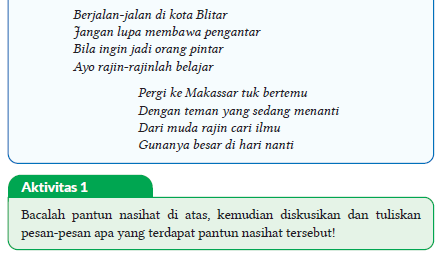 Berjalan-jalan di kota Blitar
Jangan lupa membawa pengantar
Bila ingin jadi orang pintar
Ayo rajin-rajinlah belajar
Pergi ke Makassar tuk bertemu
Dengan teman yang sedang menanti
Dari muda rajin cari ilmu
Gunanya besar di hari nanti
Aktivitas 1
Bacalah pantun nasihat di atas, kemudian diskusikan dan tuliskan
pesan-pesan apa yang terdapat pantun nasihat tersebut!